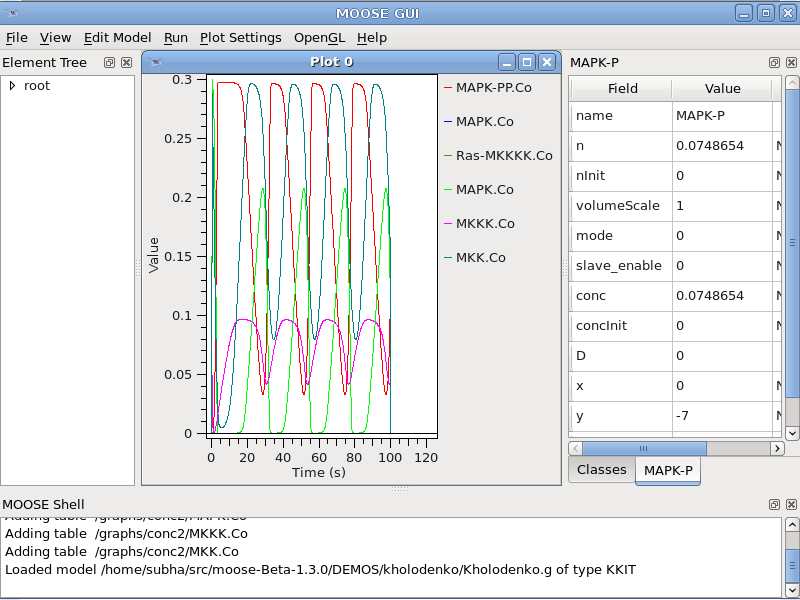 MOOSE GUI
File View Edit Model Run Plot Settings OpenGL Help
Element Tree
root
Plot 0
0.3
0.25
0.2
0.15
0.1
0.05
0
Value
0 20 40 60 80 100 120
Time (s)
MAPK-PP.Co
MAPK.Co
Ras-MKKKK.Co
MAPK.Co
MKKK.Co
MKK.Co
MAPK-P
Field Value
name MAPK-P
n 0.0748654
nInit 0
volumeScale 1
mode 0
slave_enable 0
conc 0.0748654
concInit 0
D 0
x 0
y -7
Classes MAPK-P
MOOSE Shell
Adding table /graphs/conc2/MAPK.Co
Adding table /graphs/conc2/MKKK.Co
Adding table /graphs/conc2/MKK.Co
Loaded model /home/subha/src/moose-Beta-1.3.0/DEMOS/kholodenko/Kholodenko.g of type KKIT